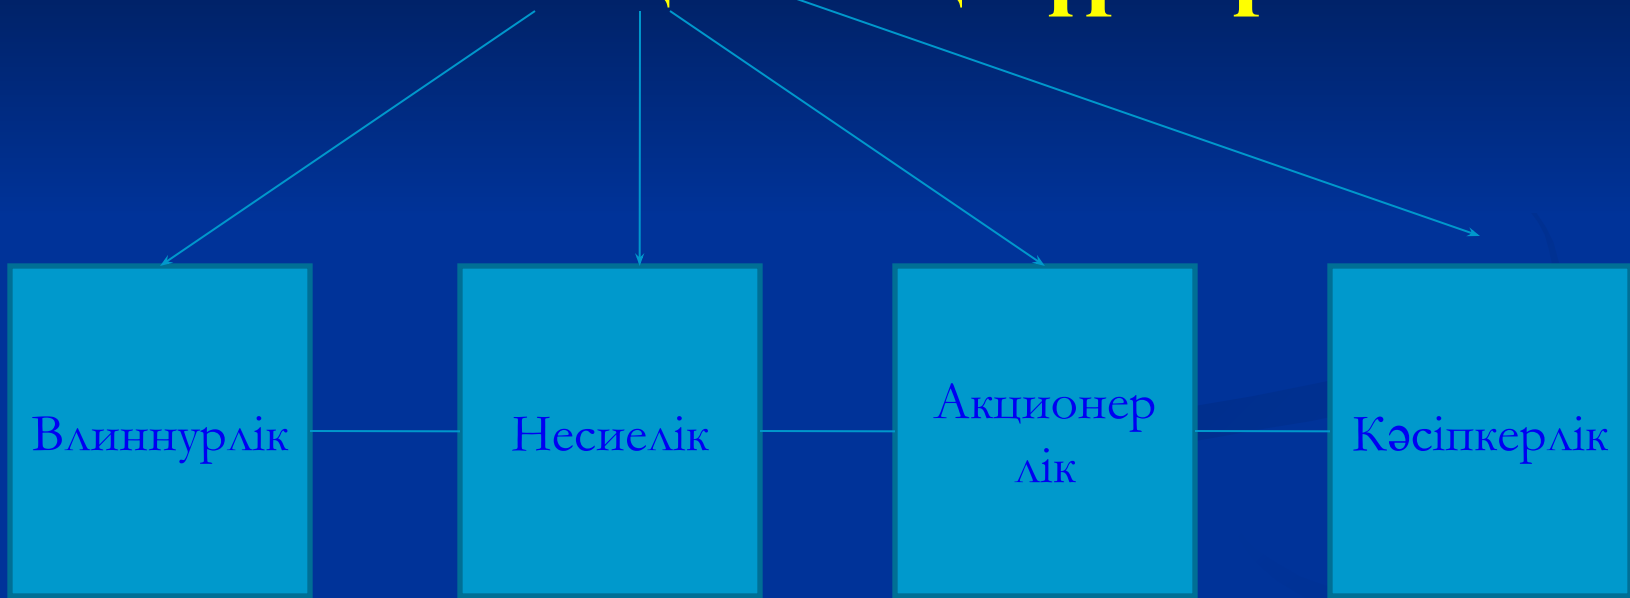 Влиннурлік
Несиелік
Акционер
лік
Кәсіпкерлік